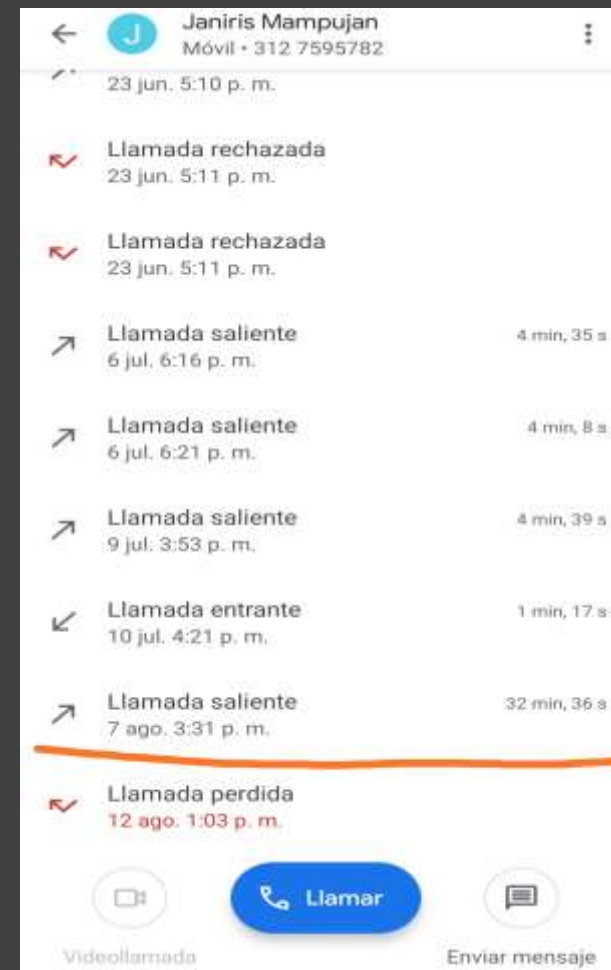 Janiris Mampujan
J
Móvil • 312 7595782
23 jun. 5:10 p. m.
Llamada rechazada
23 jun. 5:11 p. m.
Llamada rechazada
23 jun. 5:11 p. m.
Llamada saliente
4 min, 35 s
6 jul. 6:16 p. m.
Llamada saliente
4 min, 8 s
6 jul. 6:21 p. m.
Llamada saliente
4 min, 39 s
9 jul. 3:53 p. m.
Llamada entrante
1 min, 17 s
10 jul. 4:21 p. m.
Llamada saliente
32 min, 36 s
7 ago. 3:31 p. m.
Llamada perdida
12 ago. 1:03 p. m.
Llamar
Videollamada
Enviar mensaje